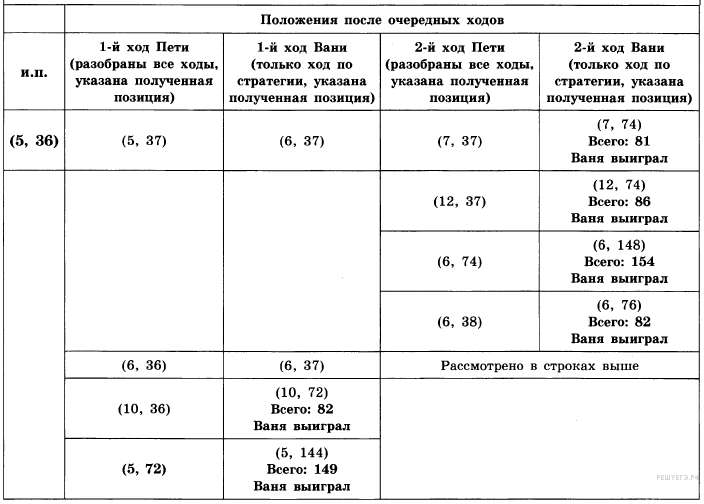 Положения после очередных ходов
и.п.
1-й ход Пети
(разобраны все ходы,
указана полученная
позиция)
1-й ход Вани
(только ход по
стратегии, указана
полученная позиция)
2-й ход Пети
(разобраны все ходы,
указана полученная
позиция)
2-й ход Вани
(только ход по
стратегии, указана
полученная позиция)
(5, 36)
(5, 37)
(6, 37)
(7, 37)
(7, 74)
Всего: 81
Ваня выиграл
(12, 37)
(12, 74)
Всего: 86
Ваня выиграл
(6, 74)
(6, 148)
Всего: 154
Ваня выиграл
(6, 38)
(6, 76)
Всего: 82
Ваня выиграл
(6, 36)
(6, 37)
Рассмотрено в строках выше
(10, 36)
(10, 72)
Всего: 82
Ваня выиграл
(5, 72)
(5, 144)
Всего: 149
Ваня выиграл
РЕШУЕГЭ.РФ